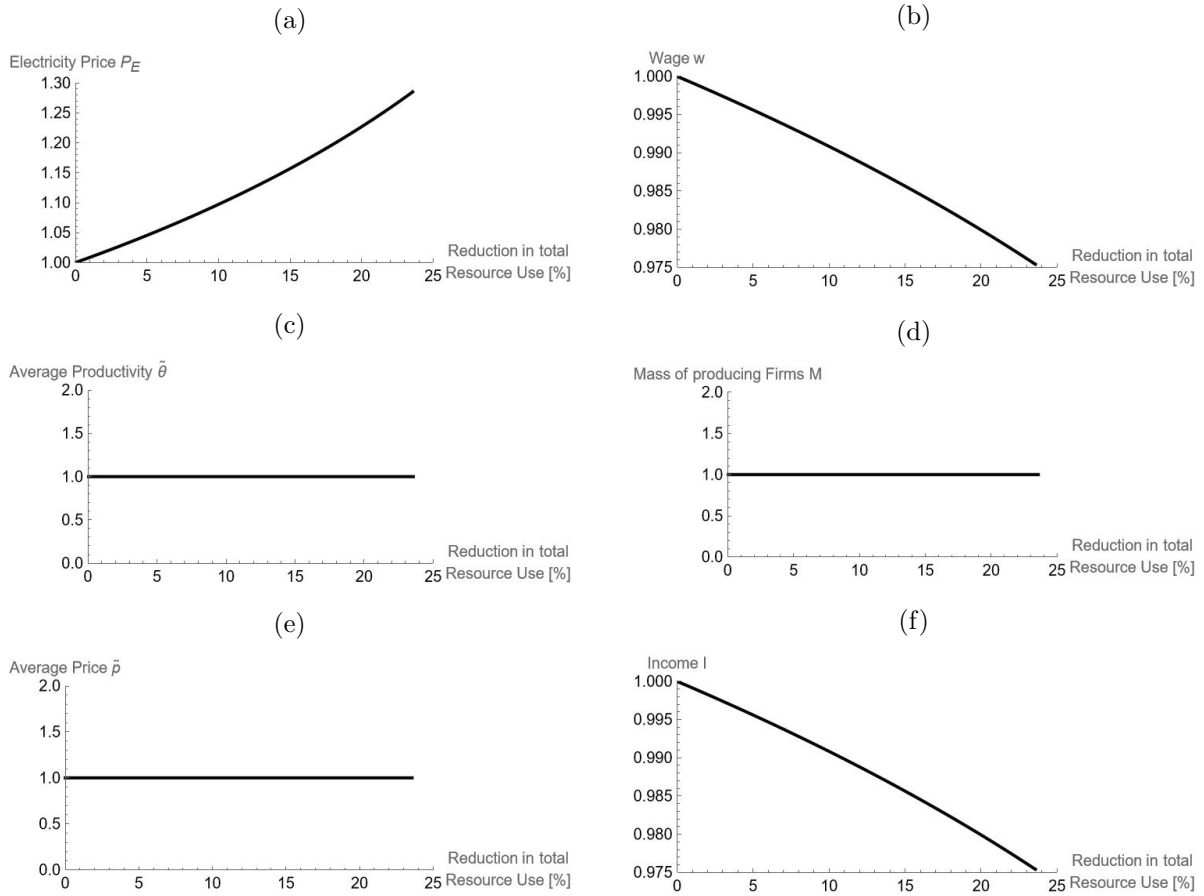 (a)
Electricity Price P_E
1.30
1.25
1.20
1.15
1.10
1.05
1.00
0 5 10 15 20 25
Reduction in total
Resource Use [%]
(b)
Wage w
1.000
0.995
0.990
0.985
0.980
0.975
0 5 10 15 20 25
Reduction in total
Resource Use [%]
(c)
Average Productivity θ̃
2.0
1.5
1.0
0.5
0.0
0 5 10 15 20 25
Reduction in total
Resource Use [%]
(d)
Mass of producing Firms M
2.0
1.5
1.0
0.5
0.0
0 5 10 15 20 25
Reduction in total
Resource Use [%]
(e)
Average Price p̃
2.0
1.5
1.0
0.5
0.0
0 5 10 15 20 25
Reduction in total
Resource Use [%]
(f)
Income I
1.000
0.995
0.990
0.985
0.980
0.975
0 5 10 15 20 25
Reduction in total
Resource Use [%]